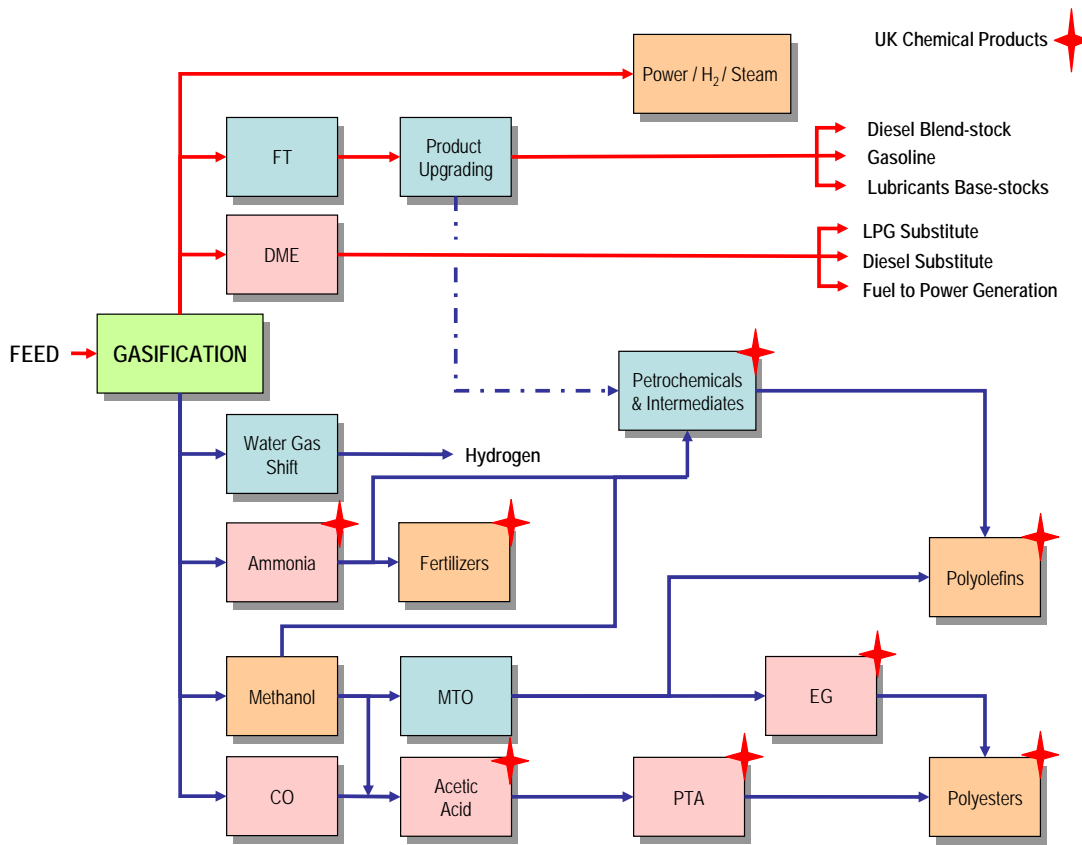 UK Chemical Products
Power / H₂ / Steam
FT
Product
Upgrading
Diesel Blend-stock
Gasoline
Lubricants Base-stocks
DME
LPG Substitute
Diesel Substitute
Fuel to Power Generation
FEED
GASIFICATION
Petrochemicals
& Intermediates
Water Gas
Shift
Hydrogen
Ammonia
Fertilizers
Polyolefins
Methanol
MTO
EG
CO
Acetic
Acid
PTA
Polyesters